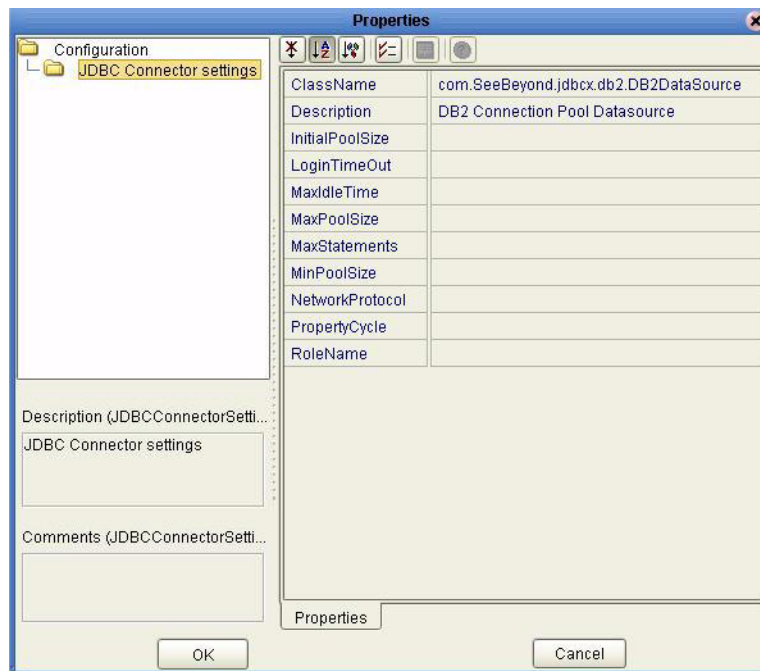 Properties
Configuration
JDBC Connector settings
ClassName com.SeeBeyond.jdbcx.db2.DB2DataSource
Description DB2 Connection Pool Datasource
InitialPoolSize
LoginTimeOut
MaxIdleTime
MaxPoolSize
MaxStatements
MinPoolSize
NetworkProtocol
PropertyCycle
RoleName
Description (JDBCConnectorSetti...
JDBC Connector settings
Comments (JDBCConnectorSetti...
Properties
OK Cancel